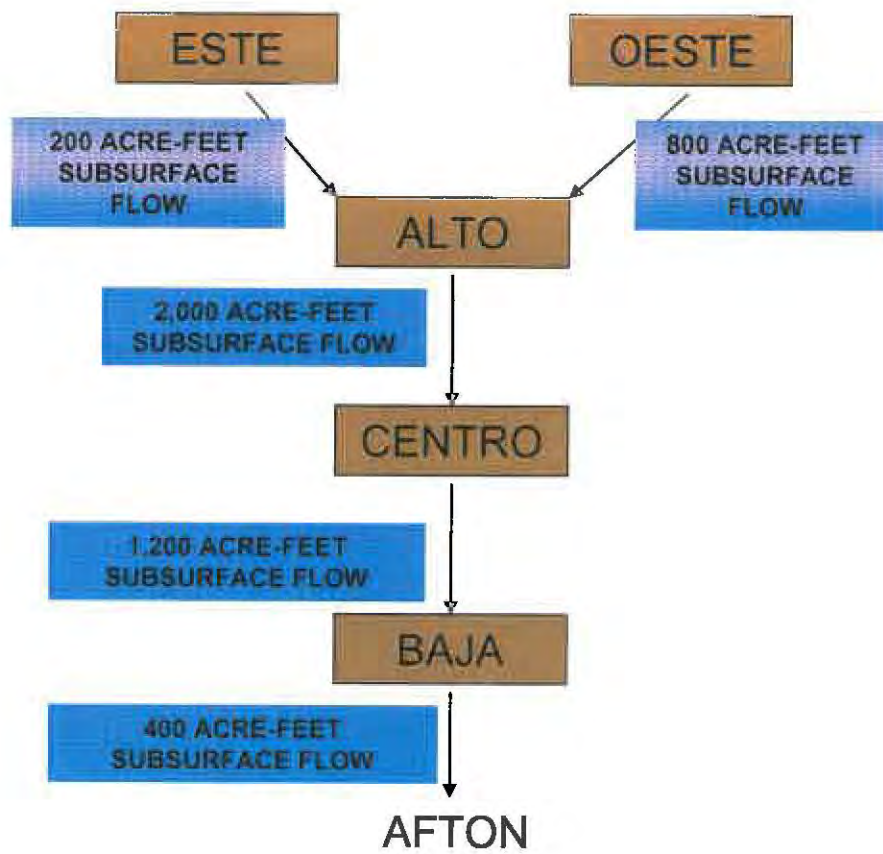 ESTE
OESTE
200 ACRE-FEET
SUBSURFACE
FLOW
800 ACRE-FEET
SUBSURFACE
FLOW
ALTO
2,000 ACRE-FEET
SUBSURFACE FLOW
CENTRO
1,200 ACRE-FEET
SUBSURFACE FLOW
BAJA
400 ACRE-FEET
SUBSURFACE FLOW
AFTON